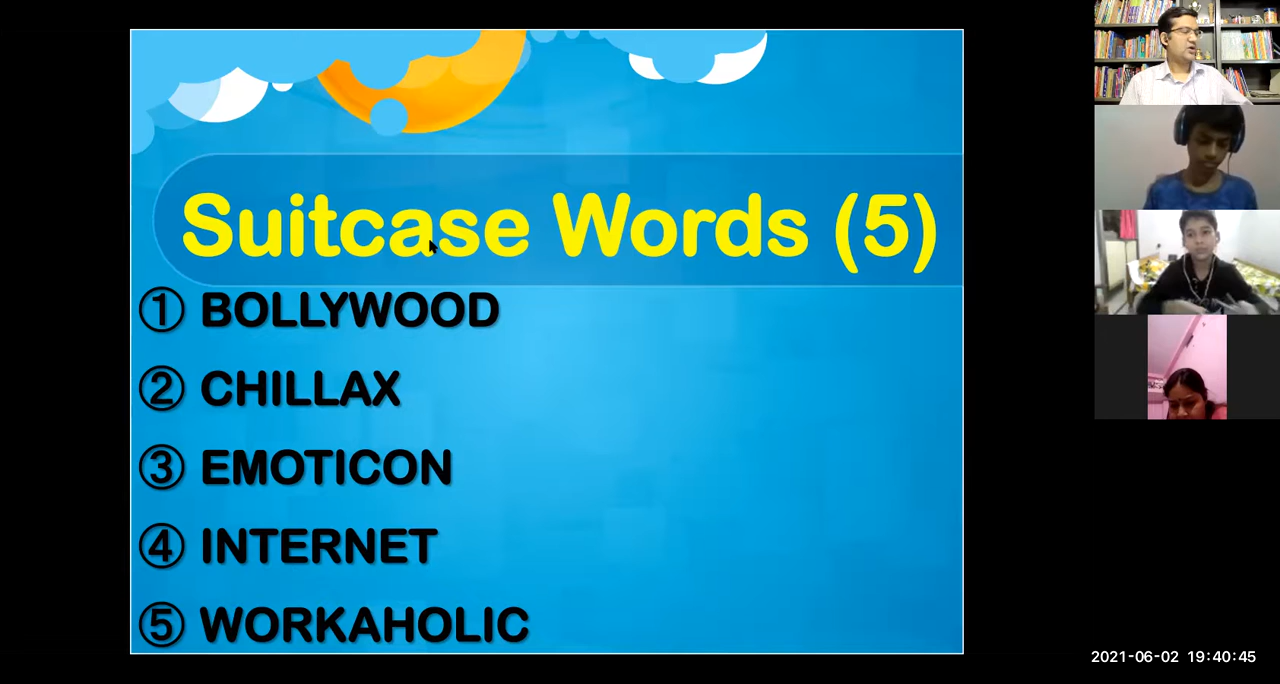 Suitcase Words (5)
① BOLLYWOOD
② CHILLAX
③ EMOTICON
④ INTERNET
⑤ WORKAHOLIC
2021-06-02 19:40:45